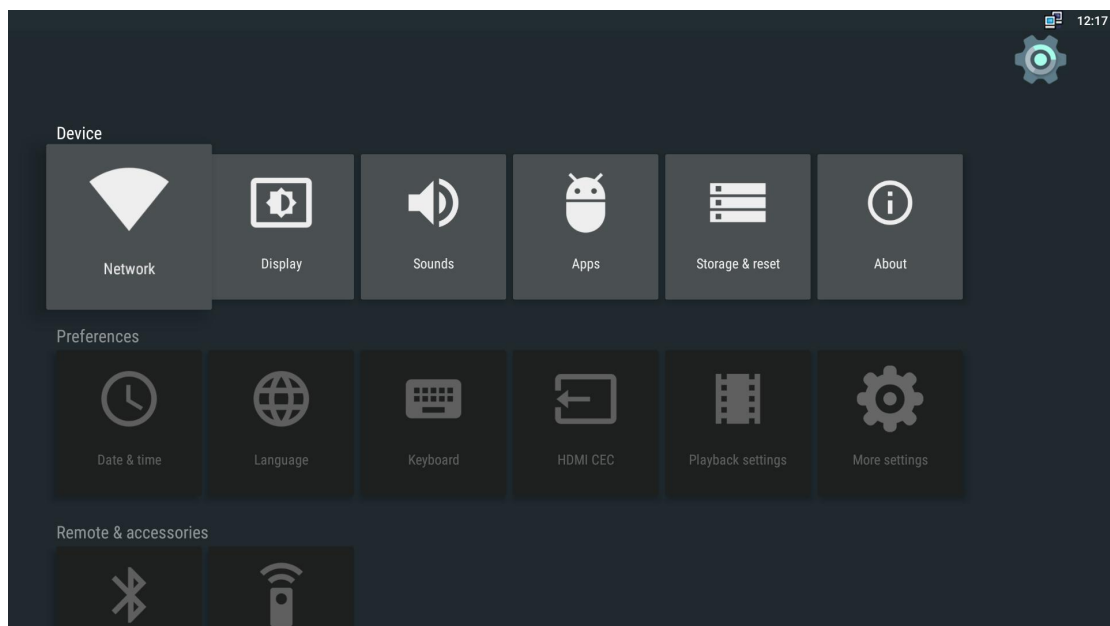 12:17
Device
Network
Display
Sounds
Apps
Storage & reset
About
Preferences
Date & time
Language
Keyboard
HDMI CEC
Playback settings
More settings
Remote & accessories